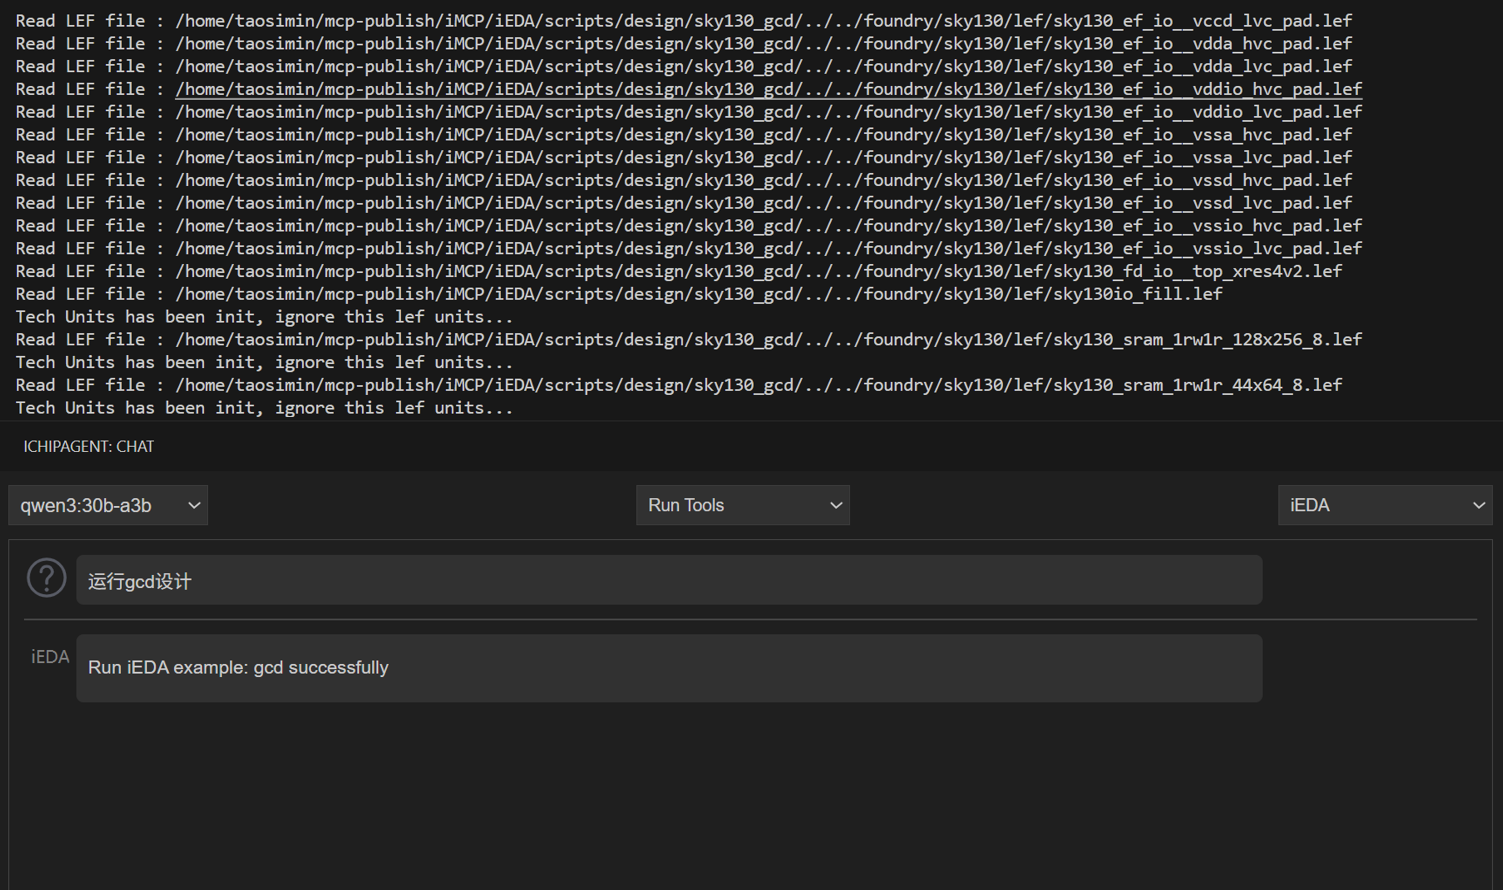 Read LEF file : /home/taosimin/mcp-publish/iMCP/iEDA/scripts/design/sky130_gcd/../../foundry/sky130/lef/sky130_ef_io__vccd_lvc_pad.lef
Read LEF file : /home/taosimin/mcp-publish/iMCP/iEDA/scripts/design/sky130_gcd/../../foundry/sky130/lef/sky130_ef_io__vdda_hvc_pad.lef
Read LEF file : /home/taosimin/mcp-publish/iMCP/iEDA/scripts/design/sky130_gcd/../../foundry/sky130/lef/sky130_ef_io__vdda_lvc_pad.lef
Read LEF file : /home/taosimin/mcp-publish/iMCP/iEDA/scripts/design/sky130_gcd/../../foundry/sky130/lef/sky130_ef_io__vddio_hvc_pad.lef
Read LEF file : /home/taosimin/mcp-publish/iMCP/iEDA/scripts/design/sky130_gcd/../../foundry/sky130/lef/sky130_ef_io__vddio_lvc_pad.lef
Read LEF file : /home/taosimin/mcp-publish/iMCP/iEDA/scripts/design/sky130_gcd/../../foundry/sky130/lef/sky130_ef_io__vssa_hvc_pad.lef
Read LEF file : /home/taosimin/mcp-publish/iMCP/iEDA/scripts/design/sky130_gcd/../../foundry/sky130/lef/sky130_ef_io__vssa_lvc_pad.lef
Read LEF file : /home/taosimin/mcp-publish/iMCP/iEDA/scripts/design/sky130_gcd/../../foundry/sky130/lef/sky130_ef_io__vssd_hvc_pad.lef
Read LEF file : /home/taosimin/mcp-publish/iMCP/iEDA/scripts/design/sky130_gcd/../../foundry/sky130/lef/sky130_ef_io__vssd_lvc_pad.lef
Read LEF file : /home/taosimin/mcp-publish/iMCP/iEDA/scripts/design/sky130_gcd/../../foundry/sky130/lef/sky130_ef_io__vssio_hvc_pad.lef
Read LEF file : /home/taosimin/mcp-publish/iMCP/iEDA/scripts/design/sky130_gcd/../../foundry/sky130/lef/sky130_ef_io__vssio_lvc_pad.lef
Read LEF file : /home/taosimin/mcp-publish/iMCP/iEDA/scripts/design/sky130_gcd/../../foundry/sky130/lef/sky130_fd_io__top_xres4v2.lef
Read LEF file : /home/taosimin/mcp-publish/iMCP/iEDA/scripts/design/sky130_gcd/../../foundry/sky130/lef/sky130io_fill.lef
Tech Units has been init, ignore this lef units...
Read LEF file : /home/taosimin/mcp-publish/iMCP/iEDA/scripts/design/sky130_gcd/../../foundry/sky130/lef/sky130_sram_1rw1r_128x256_8.lef
Tech Units has been init, ignore this lef units...
Read LEF file : /home/taosimin/mcp-publish/iMCP/iEDA/scripts/design/sky130_gcd/../../foundry/sky130/lef/sky130_sram_1rw1r_44x64_8.lef
Tech Units has been init, ignore this lef units...
ICHIPAGENT: CHAT
qwen3:30b-a3b
Run Tools
iEDA
运行gcd设计
iEDA
Run iEDA example: gcd successfully